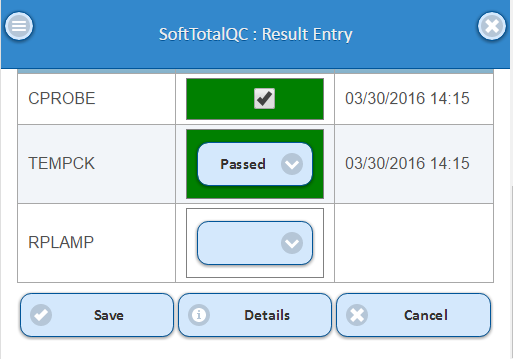 SoftTotalQC : Result Entry
CPROBE 03/30/2016 14:15
TEMPCK Passed 03/30/2016 14:15
RPLAMP
Save Details Cancel